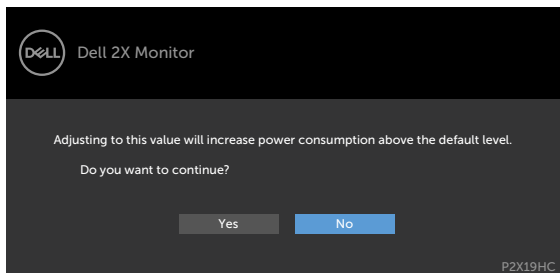 DELL
Dell 2X Monitor
Adjusting to this value will increase power consumption above the default level.
Do you want to continue?
Yes
No
P2X19HC